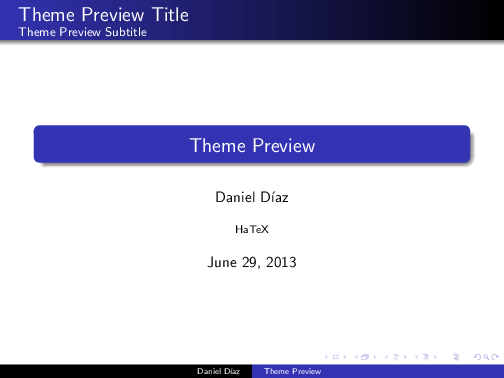 Theme Preview Title
Theme Preview Subtitle
Theme Preview
Daniel Díaz
HaTeX
June 29, 2013
Daniel Díaz Theme Preview